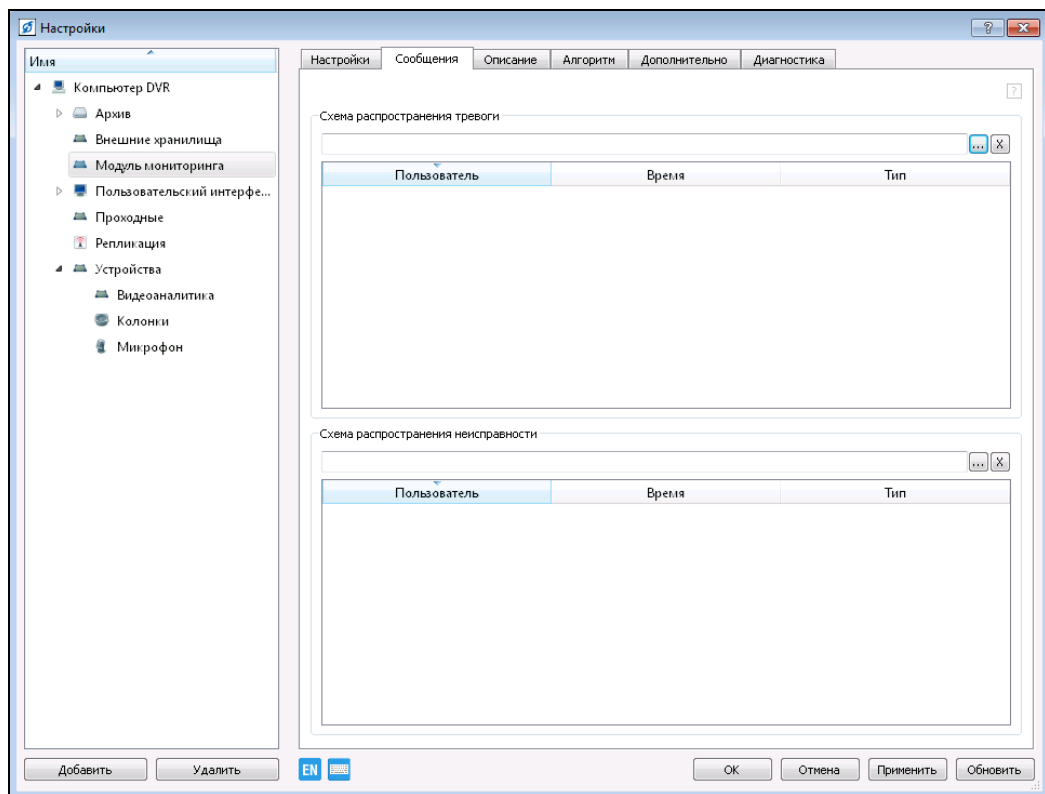 Настройки
?
Имя
Компьютер DVR
Архив
Внешние хранилища
Модуль мониторинга
Пользовательский интерфе...
Проходные
Репликация
Устройства
Видеоаналитика
Колонки
Микрофон
Добавить Удалить
Настройки Сообщения Описание Алгоритм Дополнительно Диагностика
?
Схема распространения тревоги
... X
Пользователь Время Тип
Схема распространения неисправности
... X
Пользователь Время Тип
EN
OK Отмена Применить Обновить